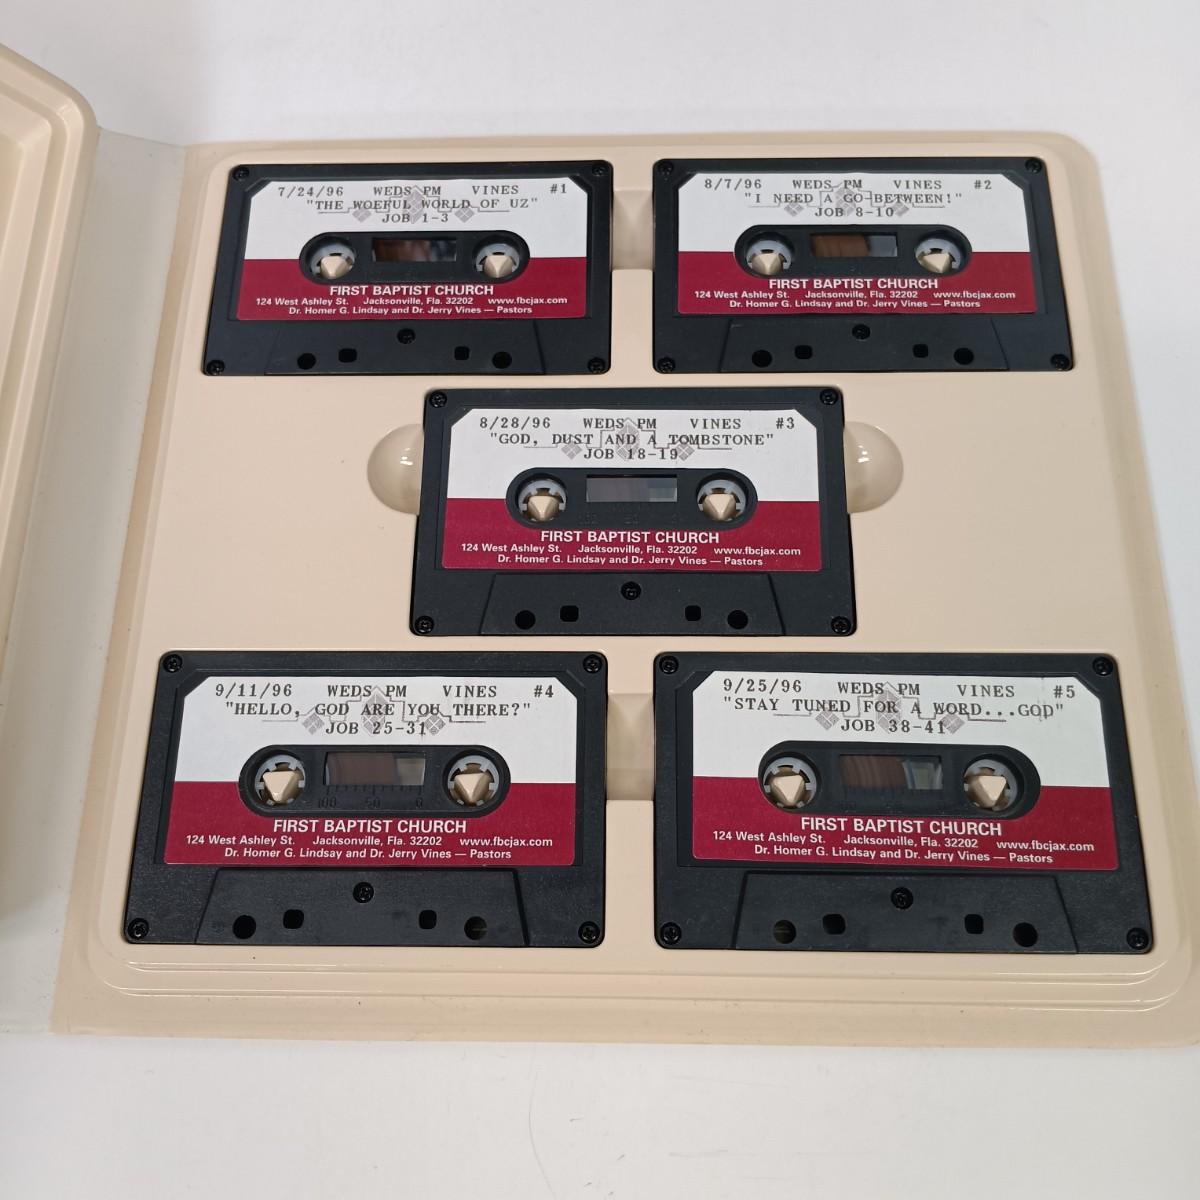 7/24/96 WEDS PM VINES #1
"THE WOEFUL WORLD OF UZ"
JOB 1-3
FIRST BAPTIST CHURCH
124 West Ashley St. Jacksonville, Fla. 32202 www.fbcjax.com
Dr. Homer G. Lindsay and Dr. Jerry Vines — Pastors
8/7/96 WEDS PM VINES #2
"I NEED A GO-BETWEEN!"
JOB 8-10
FIRST BAPTIST CHURCH
124 West Ashley St. Jacksonville, Fla. 32202 www.fbcjax.com
Dr. Homer G. Lindsay and Dr. Jerry Vines — Pastors
8/28/96 WEDS PM VINES #3
"GOD, DUST AND A TOMBSTONE"
JOB 18-19
FIRST BAPTIST CHURCH
124 West Ashley St. Jacksonville, Fla. 32202 www.fbcjax.com
Dr. Homer G. Lindsay and Dr. Jerry Vines — Pastors
9/11/96 WEDS PM VINES #4
"HELLO, GOD ARE YOU THERE?"
JOB 25-31
100 50 0
FIRST BAPTIST CHURCH
124 West Ashley St. Jacksonville, Fla. 32202 www.fbcjax.com
Dr. Homer G. Lindsay and Dr. Jerry Vines — Pastors
9/25/96 WEDS PM VINES #5
"STAY TUNED FOR A WORD...GOD"
JOB 38-41
FIRST BAPTIST CHURCH
124 West Ashley St. Jacksonville, Fla. 32202 www.fbcjax.com
Dr. Homer G. Lindsay and Dr. Jerry Vines — Pastors